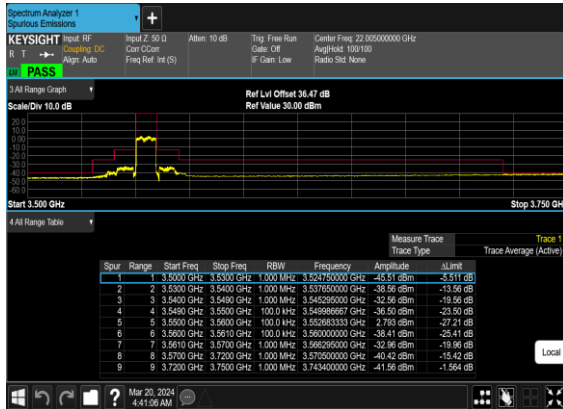 Spectrum Analyzer 1
Spurious Emissions
+
KEYSIGHT Input: RF Input Z: 50 Ω Atten: 10 dB Trig: Free Run Center Freq: 22.005000000 GHz
R T Coupling: DC Corr CCorr Gate: Off Avg|Hold: 100/100
Align: Auto Freq Ref: Int (S) IF Gain: Low Radio Std: None
PASS
3 All Range Graph
Ref Lvl Offset 36.47 dB
Scale/Div 10.0 dB Ref Value 30.00 dBm
20.0
10.0
0.00
-10.0
-20.0
-30.0
-40.0
-50.0
-60.0
Start 3.500 GHz Stop 3.750 GH
4 All Range Table
Measure Trace Trace 1
Trace Type Trace Average (Active)
Spur Range Start Freq Stop Freq RBW Frequency Amplitude ΔLimit
1 1 3.5000 GHz 3.5300 GHz 1.000 MHz 3.524750000 GHz -45.51 dBm -5.511 dB
2 2 3.5300 GHz 3.5400 GHz 1.000 MHz 3.537650000 GHz -38.56 dBm -13.56 dB
3 3 3.5400 GHz 3.5490 GHz 1.000 MHz 3.545295000 GHz -32.56 dBm -19.56 dB
4 4 3.5490 GHz 3.5500 GHz 100.0 kHz 3.549986667 GHz -36.50 dBm -23.50 dB
5 5 3.5500 GHz 3.5600 GHz 100.0 kHz 3.552683333 GHz 2.793 dBm -27.21 dB
6 6 3.5600 GHz 3.5610 GHz 100.0 kHz 3.560000000 GHz -38.41 dBm -25.41 dB
7 7 3.5610 GHz 3.5700 GHz 1.000 MHz 3.566295000 GHz -32.96 dBm -19.96 dB
8 8 3.5700 GHz 3.7200 GHz 1.000 MHz 3.570500000 GHz -40.42 dBm -15.42 dB
9 9 3.7200 GHz 3.7500 GHz 1.000 MHz 3.743400000 GHz -41.56 dBm -1.564 dB
Local
? Mar 20, 2024
4:41:06 AM